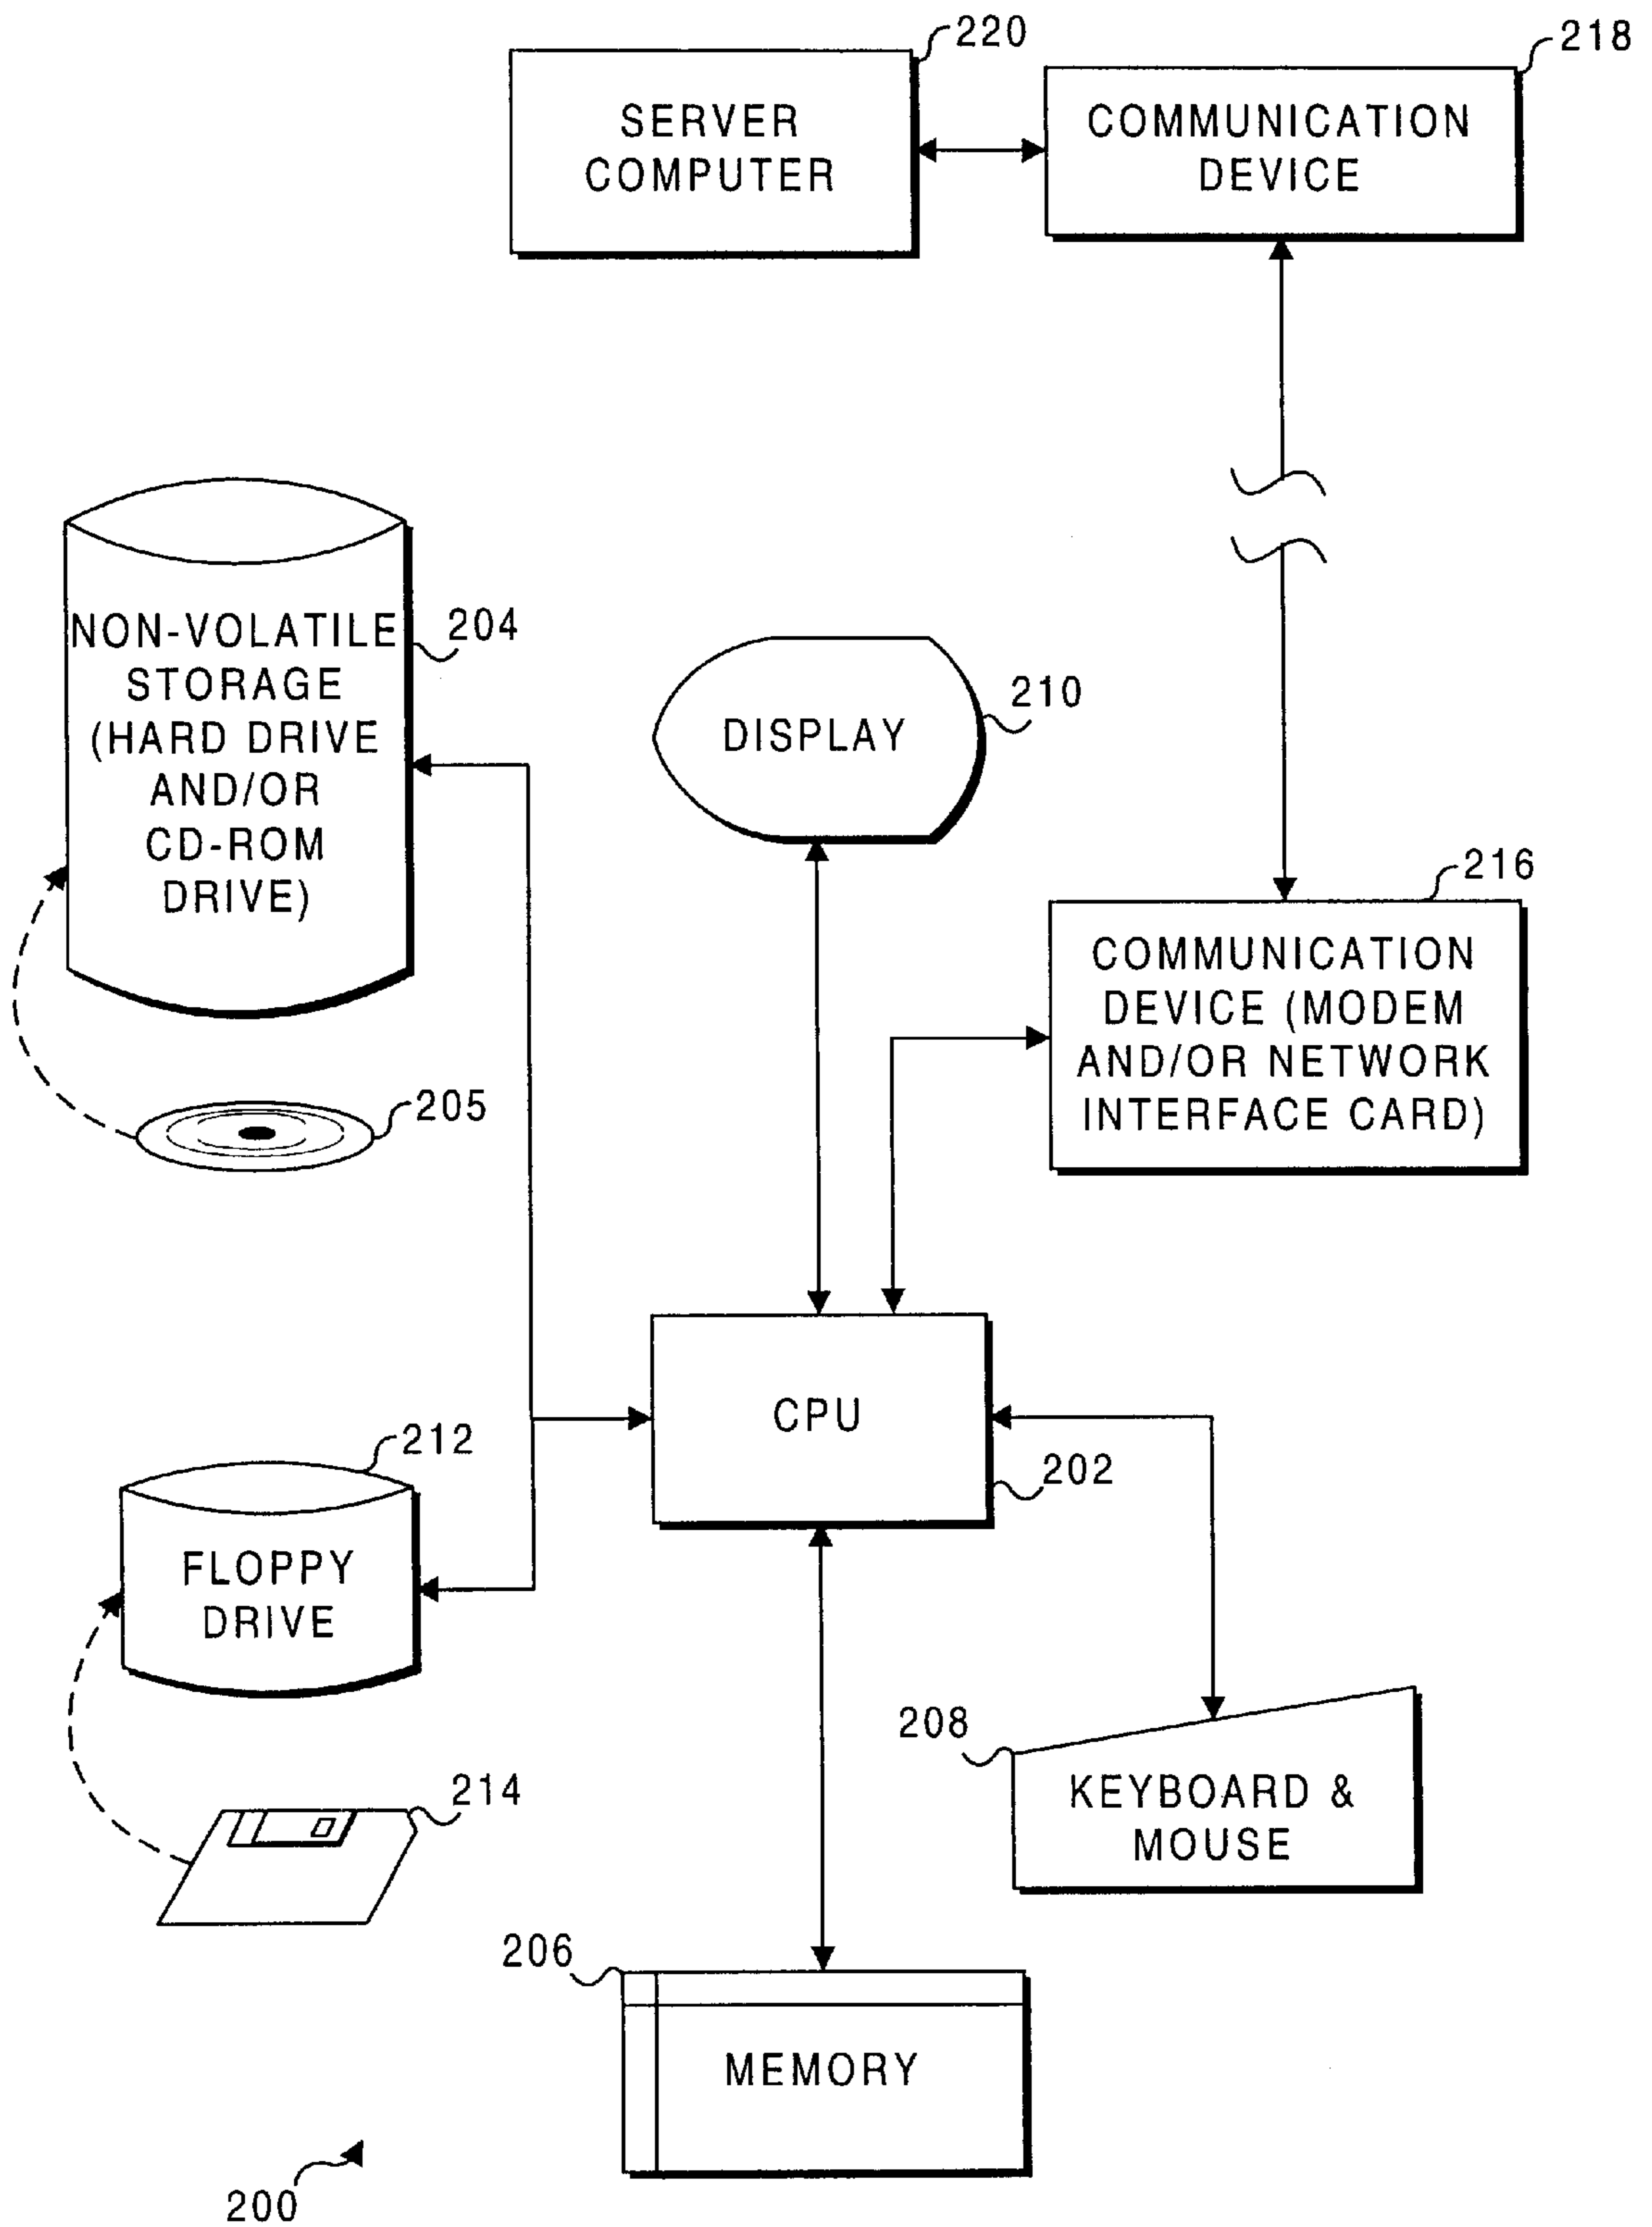 220
218
SERVER
COMPUTER
COMMUNICATION
DEVICE
204
NON-VOLATILE
STORAGE
(HARD DRIVE
AND/OR
CD-ROM
DRIVE)
210
DISPLAY
216
COMMUNICATION
DEVICE (MODEM
AND/OR NETWORK
INTERFACE CARD)
205
CPU
202
212
FLOPPY
DRIVE
208
KEYBOARD &
MOUSE
214
206
MEMORY
200